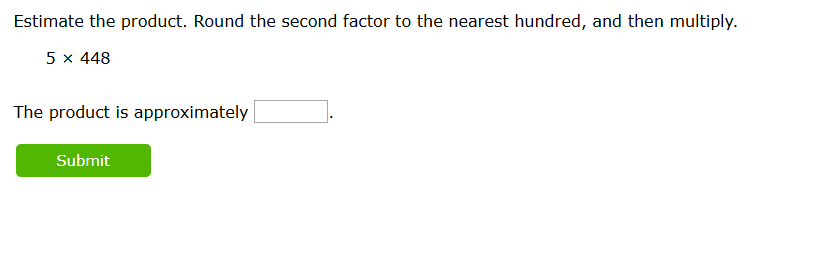 Estimate the product. Round the second factor to the nearest hundred, and then multiply.
5 × 448
The product is approximately .
Submit